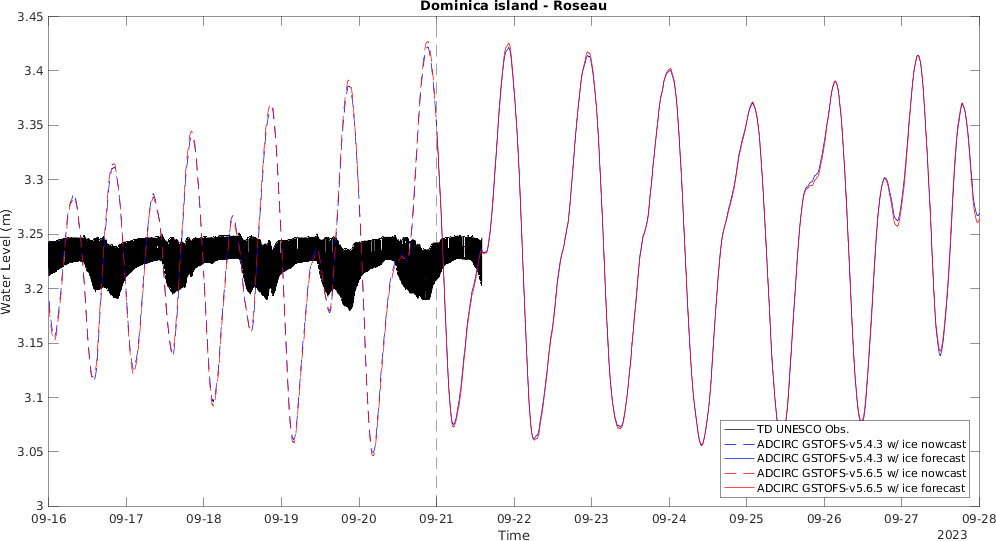 Dominica island - Roseau
3.45
3.4
3.35
3.3
3.25
3.2
3.15
3.1
3.05
3
Water Level (m)
TD UNESCO Obs.
ADCIRC GSTOFS-v5.4.3 w/ ice nowcast
ADCIRC GSTOFS-v5.4.3 w/ ice forecast
ADCIRC GSTOFS-v5.6.5 w/ ice nowcast
ADCIRC GSTOFS-v5.6.5 w/ ice forecast
09-16 09-17 09-18 09-19 09-20 09-21 09-22 09-23 09-24 09-25 09-26 09-27 09-28
Time
2023